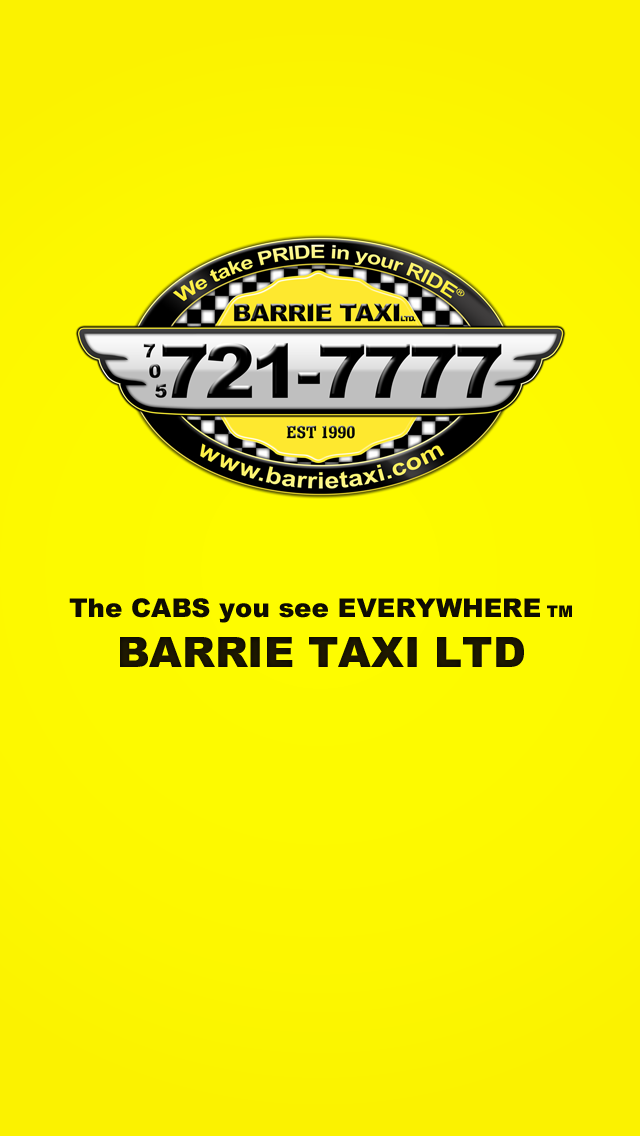 We take PRIDE in your RIDE®
BARRIE TAXI LTD.
705 721-7777
EST 1990
www.barrietaxi.com
The CABS you see EVERYWHERE TM
BARRIE TAXI LTD